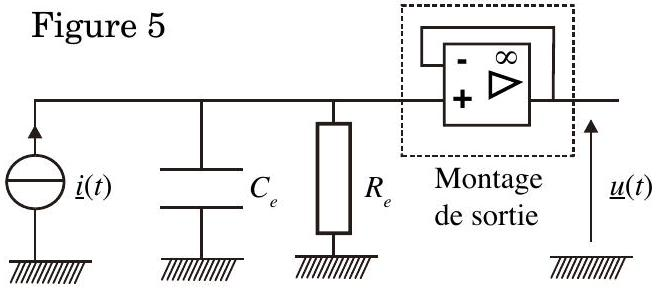 Figure 5
- ∞
+ ▷
i(t)
C_e
R_e
Montage
de sortie
u(t)